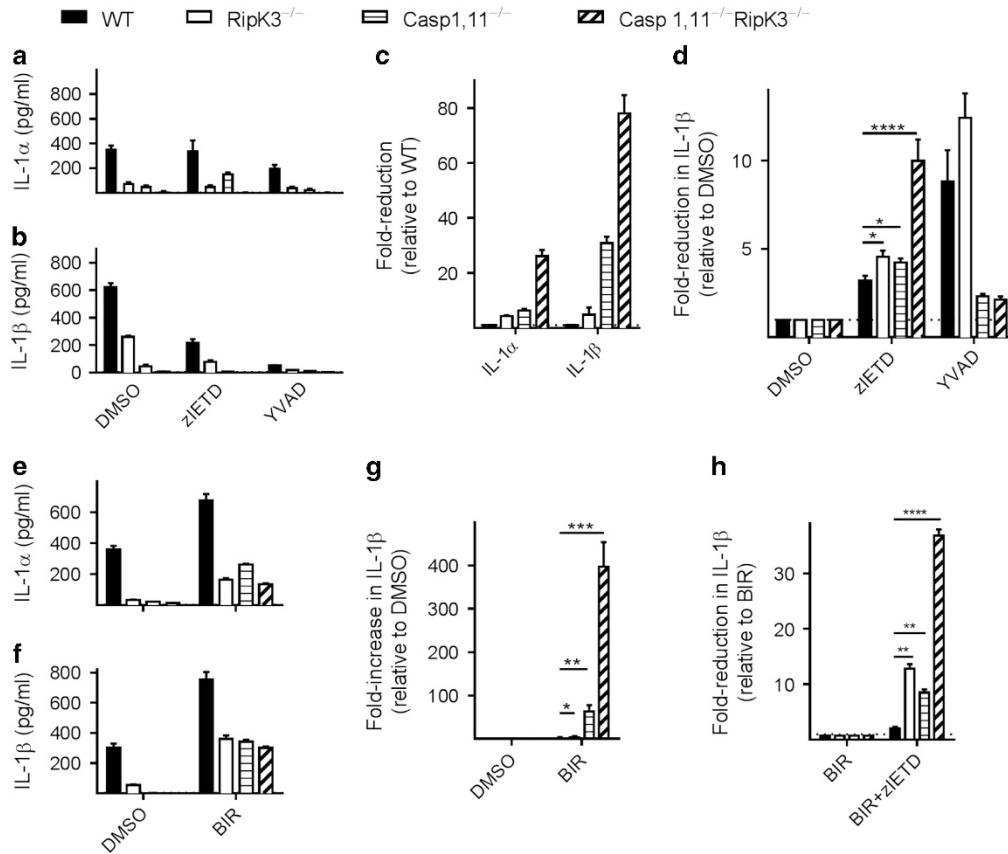 WT RipK3−/− Casp1,11−/− Casp 1,11−/−RipK3−/−
a
IL-1α (pg/ml)
800
600
400
200
b
IL-1β (pg/ml)
800
600
400
200
0
DMSO zIETD YVAD
c
Fold-reduction
(relative to WT)
80
60
40
20
IL-1α IL-1β
d
Fold-reduction in IL-1β
(relative to DMSO)
10
5
****
*
*
DMSO zIETD YVAD
e
IL-1α (pg/ml)
600
400
200
f
IL-1β (pg/ml)
800
600
400
200
DMSO BIR
g
Fold-increase in IL-1β
(relative to DMSO)
400
300
200
100
***
**
*
DMSO BIR
h
Fold-reduction in IL-1β
(relative to BIR)
30
20
10
****
**
**
BIR BIR+zIETD